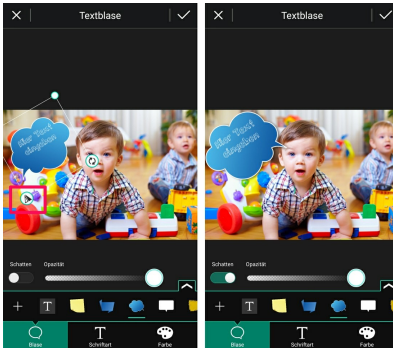 Textblase
Hier Text
eingeben
Schatten
Opazität
T
Blase
T
Schriftart
Farbe
Textblase
Hier Text
eingeben
Schatten
Opazität
T
Blase
T
Schriftart
Farbe